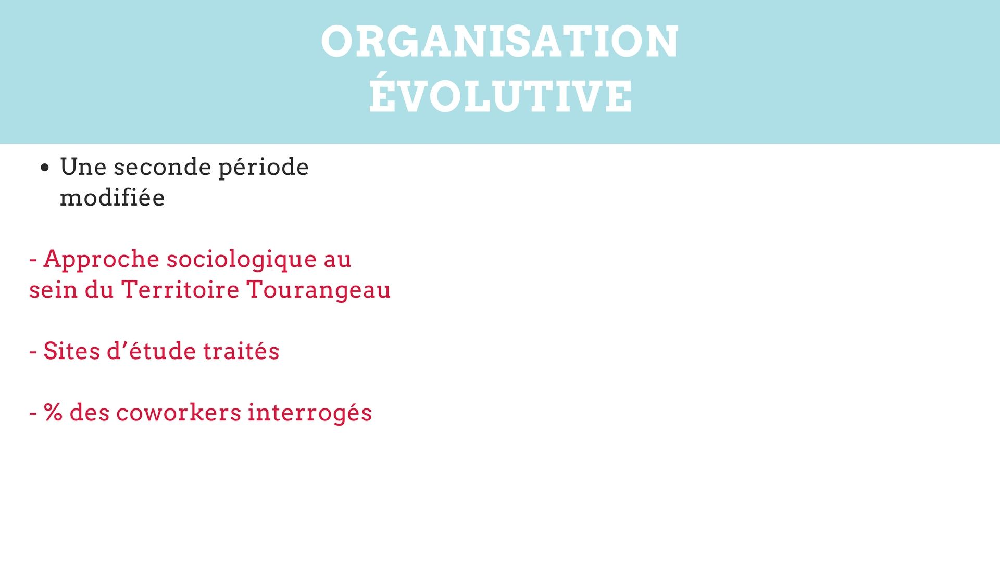 ORGANISATION
ÉVOLUTIVE
• Une seconde période
modifiée
- Approche sociologique au
sein du Territoire Tourangeau
- Sites d’étude traités
- % des coworkers interrogés